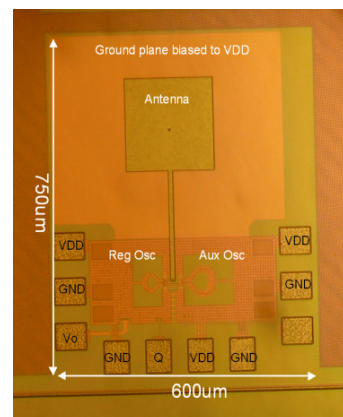 Ground plane biased to VDD
Antenna
750um
Reg Osc
Aux Osc
VDD
VDD
GND
GND
Vo
GND
Q
VDD
GND
600um